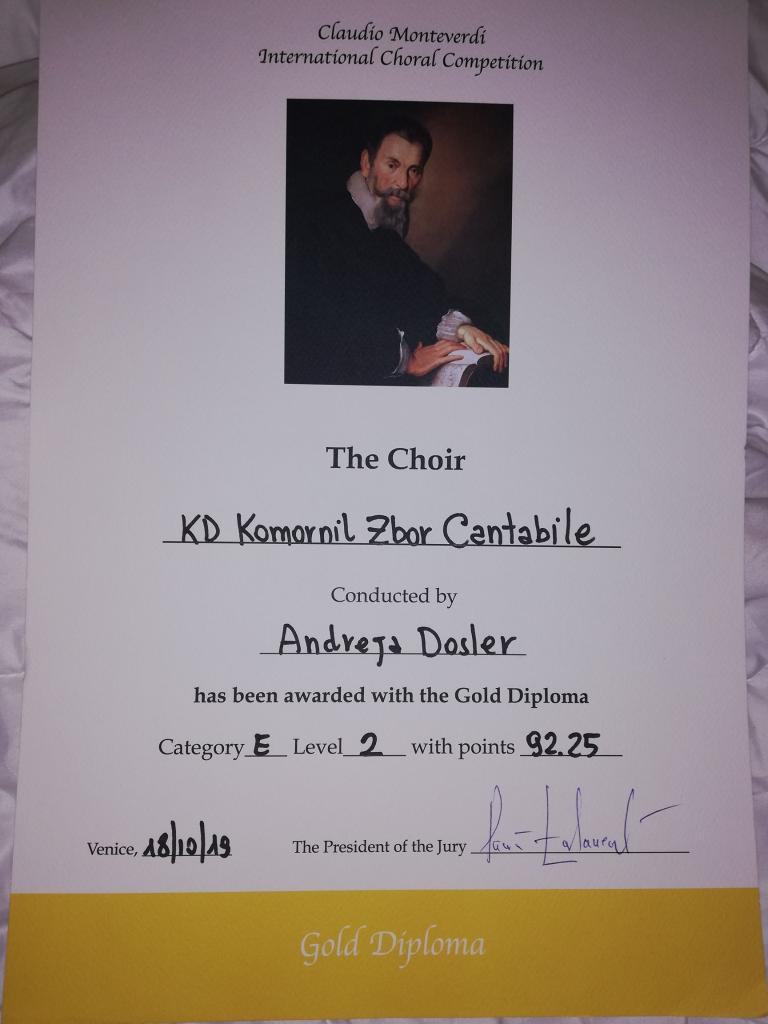 Claudio Monteverdi
International Choral Competition
The Choir
KD Komornil Zbor Cantabile
Conducted by
Andreja Dosler
has been awarded with the Gold Diploma
Category E Level 2 with points 92.25
Venice, 18/10/19 The President of the Jury
Gold Diploma